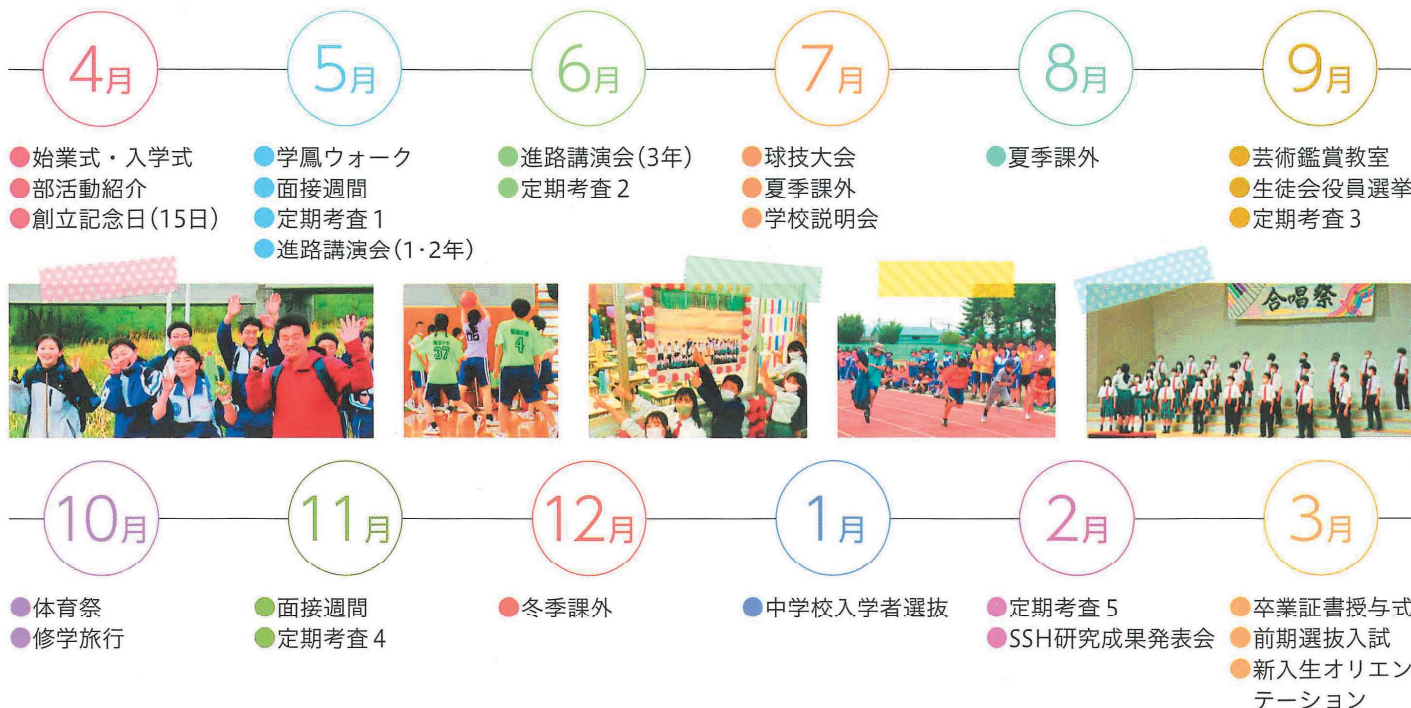 4月
●始業式・入学式
●部活動紹介
●創立記念日(15日)
5月
●学鳳ウォーク
●面接週間
●定期考査1
●進路講演会(1・2年)
6月
●進路講演会(3年)
●定期考査2
7月
●球技大会
●夏季課外
●学校説明会
8月
●夏季課外
9月
●芸術鑑賞教室
●生徒会役員選挙
●定期考査3
37
4
合唱祭
10月
●体育祭
●修学旅行
11月
●面接週間
●定期考査4
12月
●冬季課外
1月
●中学校入学者選抜
2月
●定期考査5
●SSH研究成果発表会
3月
●卒業証書授与式
●前期選抜入試
●新入生オリエン
テーション